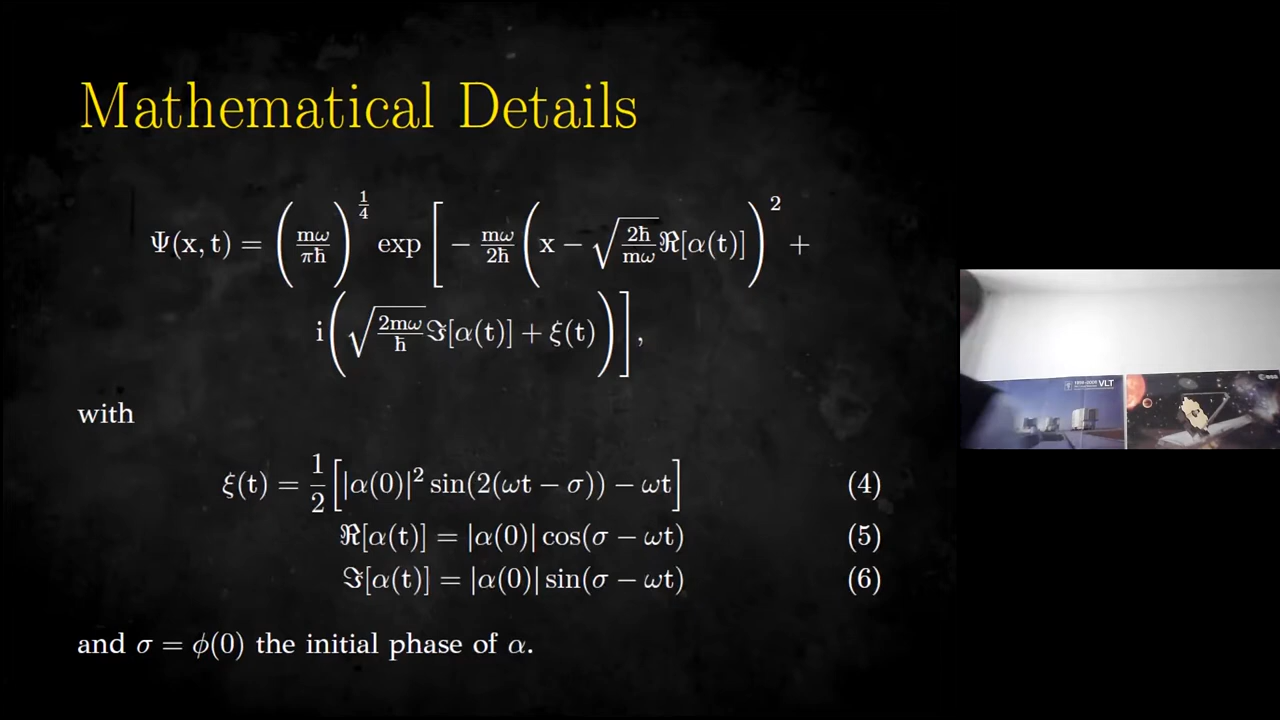 Mathematical Details
Ψ(x, t) = (mω/πħ)^{1/4} exp[ − mω/2ħ (x − √(2ħ/mω) ℜ[α(t)])^2 +
i(√(2mω/ħ) ℑ[α(t)] + ξ(t))],
with
ξ(t) = 1/2 [|α(0)|^2 sin(2(ωt − σ)) − ωt] (4)
ℜ[α(t)] = |α(0)| cos(σ − ωt) (5)
ℑ[α(t)] = |α(0)| sin(σ − ωt) (6)
and σ = ϕ(0) the initial phase of α.
VLT